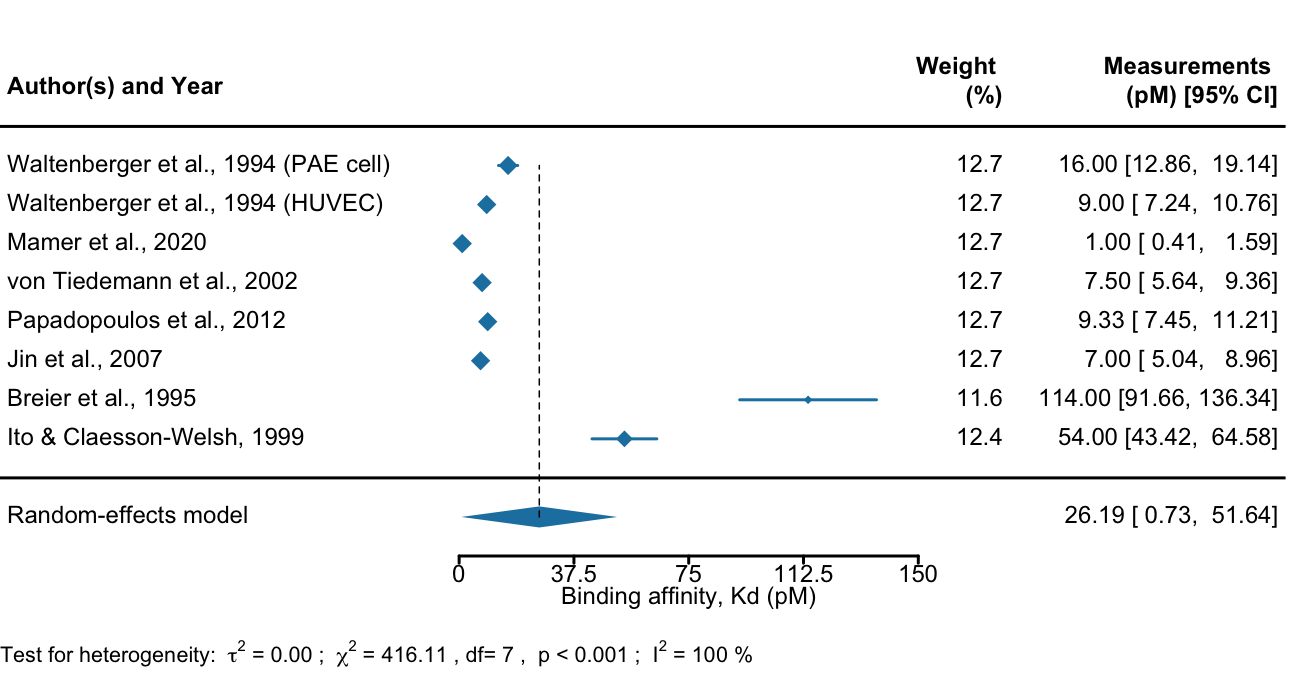 Author(s) and Year Weight (%) Measurements (pM) [95% CI]
Waltenberger et al., 1994 (PAE cell) 12.7 16.00 [12.86, 19.14]
Waltenberger et al., 1994 (HUVEC) 12.7 9.00 [ 7.24, 10.76]
Mamer et al., 2020 12.7 1.00 [ 0.41, 1.59]
von Tiedemann et al., 2002 12.7 7.50 [ 5.64, 9.36]
Papadopoulos et al., 2012 12.7 9.33 [ 7.45, 11.21]
Jin et al., 2007 12.7 7.00 [ 5.04, 8.96]
Breier et al., 1995 11.6 114.00 [91.66, 136.34]
Ito & Claesson-Welsh, 1999 12.4 54.00 [43.42, 64.58]
Random-effects model 26.19 [ 0.73, 51.64]
0 37.5 75 112.5 150
Binding affinity, Kd (pM)
Test for heterogeneity: τ² = 0.00 ; χ² = 416.11 , df= 7 , p < 0.001 ; I² = 100 %